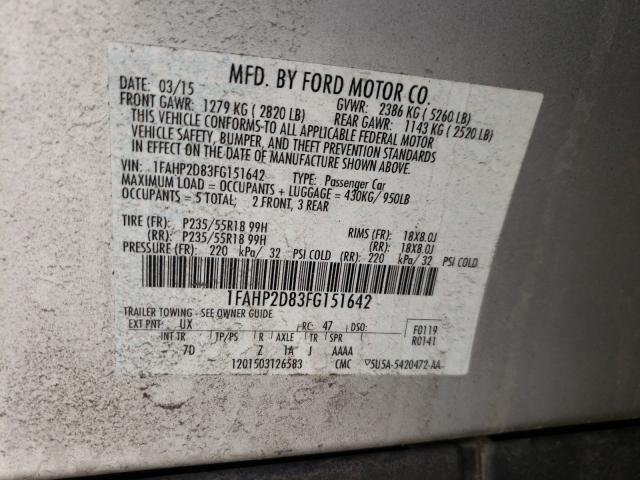 MFD. BY FORD MOTOR CO.
DATE: 03/15 GVWR: 2386 KG ( 5260 LB)
FRONT GAWR: 1279 KG ( 2820 LB) REAR GAWR: 1143 KG ( 2520 LB)
THIS VEHICLE CONFORMS TO ALL APPLICABLE FEDERAL MOTOR
VEHICLE SAFETY, BUMPER, AND THEFT PREVENTION STANDARDS
IN EFFECT ON THE DATE OF MANUFACTURE SHOWN ABOVE.
VIN: 1FAHP2D83FG151642 TYPE: Passenger Car
MAXIMUM LOAD = OCCUPANTS + LUGGAGE = 430KG/ 950LB
OCCUPANTS = 5 TOTAL; 2 FRONT, 3 REAR
TIRE (FR): P235/55R18 99H RIMS (FR): 18X8.0J
(RR): P235/55R18 99H (RR): 18X8.0J
PRESSURE (FR): 220 kPa/ 32 PSI COLD (RR): 220 kPa/ 32 PSI COLD
1FAHP2D83FG151642
TRAILER TOWING - SEE OWNER GUIDE
EXT PNT: UX RC: 47 DSO: F0119
INT TR TP/PS R AXLE TR SPR R0141
7D Z 1A J AAAA
1201503126583 CMC ▽5U5A-5420472-AA